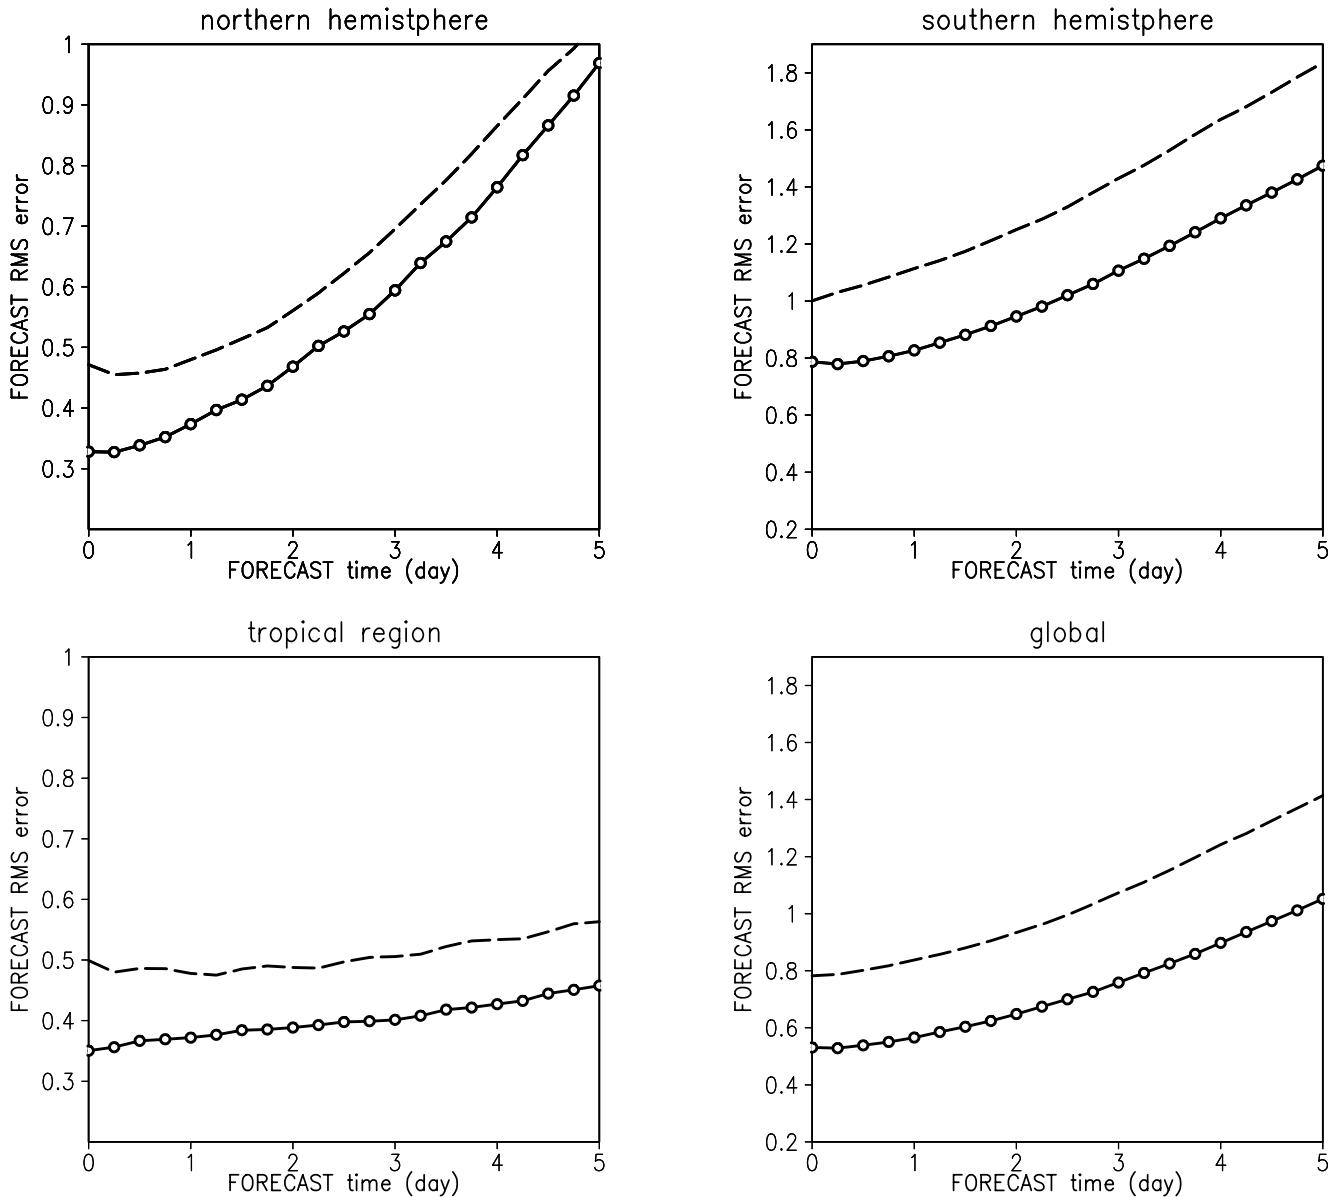 northern hemistphere
1
0.9
0.8
0.7
0.6
0.5
0.4
0.3
FORECAST RMS error
0 1 2 3 4 5
FORECAST time (day)
southern hemistphere
1.8
1.6
1.4
1.2
1
0.8
0.6
0.4
0.2
FORECAST RMS error
0 1 2 3 4 5
FORECAST time (day)
tropical region
1
0.9
0.8
0.7
0.6
0.5
0.4
0.3
FORECAST RMS error
0 1 2 3 4 5
FORECAST time (day)
global
1.8
1.6
1.4
1.2
1
0.8
0.6
0.4
0.2
FORECAST RMS error
0 1 2 3 4 5
FORECAST time (day)